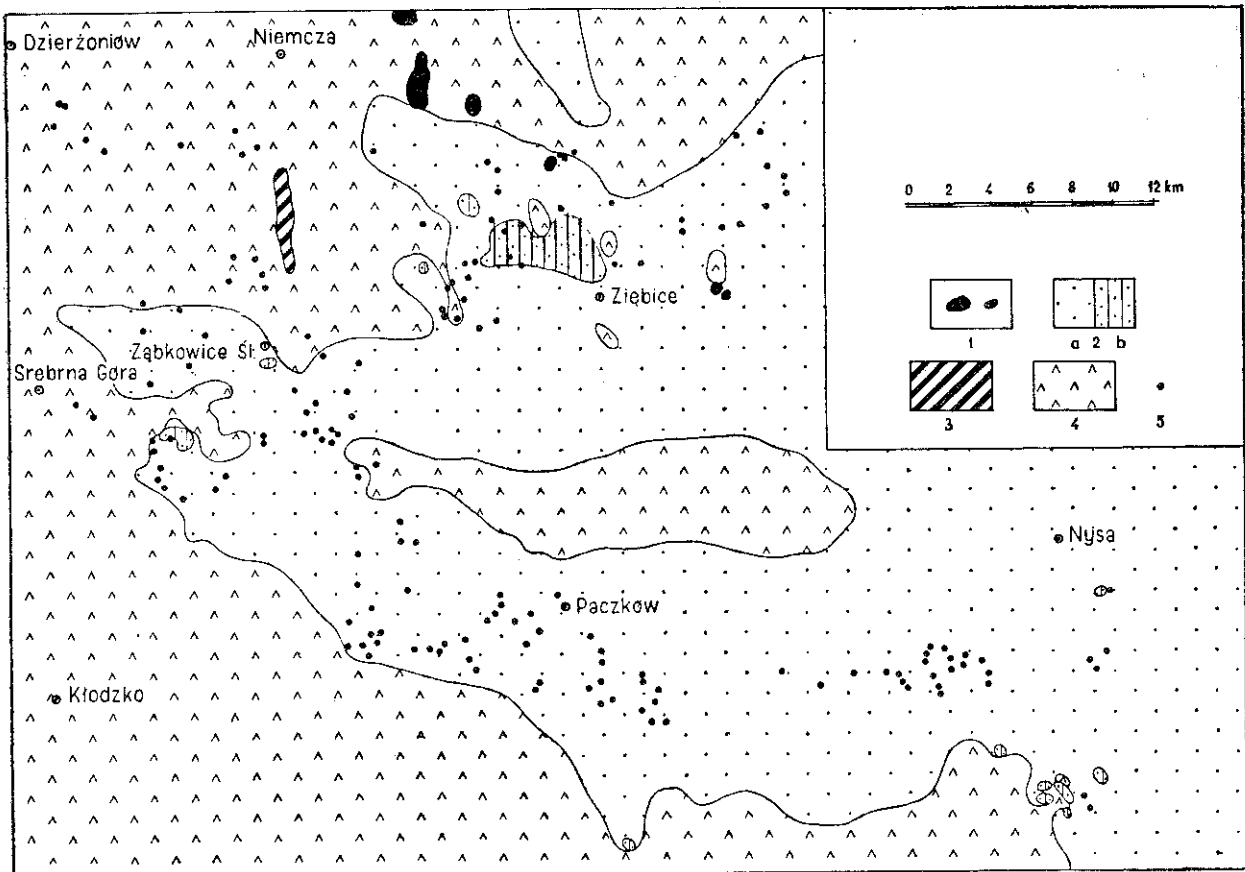 Dzierżoniów
Niemcza
0 2 4 6 8 10 12 km
Ziębice
1
a 2 b
Ząbkowice Śl.
Srebrna Góra
3
4
5
Nysa
Paczków
Kłodzko